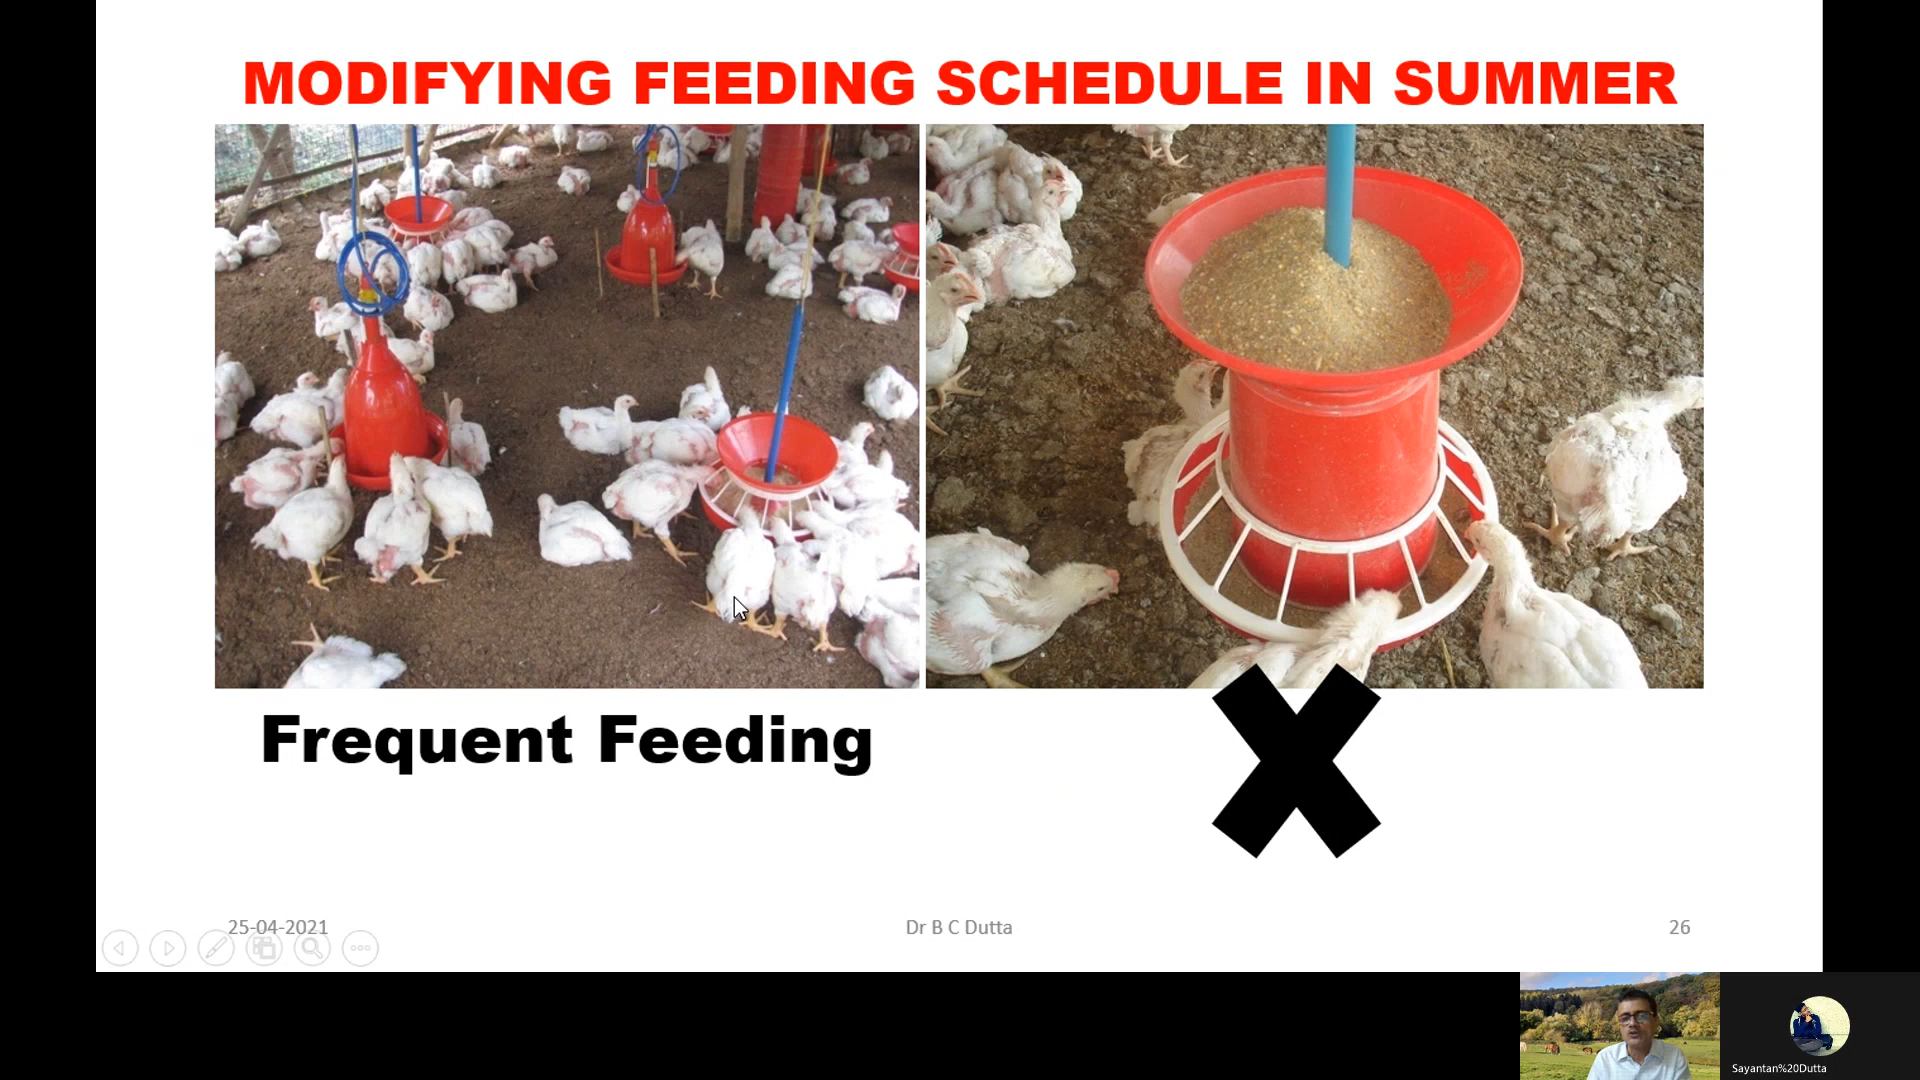 MODIFYING FEEDING SCHEDULE IN SUMMER
Frequent Feeding
25-04-2021
Dr B C Dutta
26
Sayantan%20Dutta